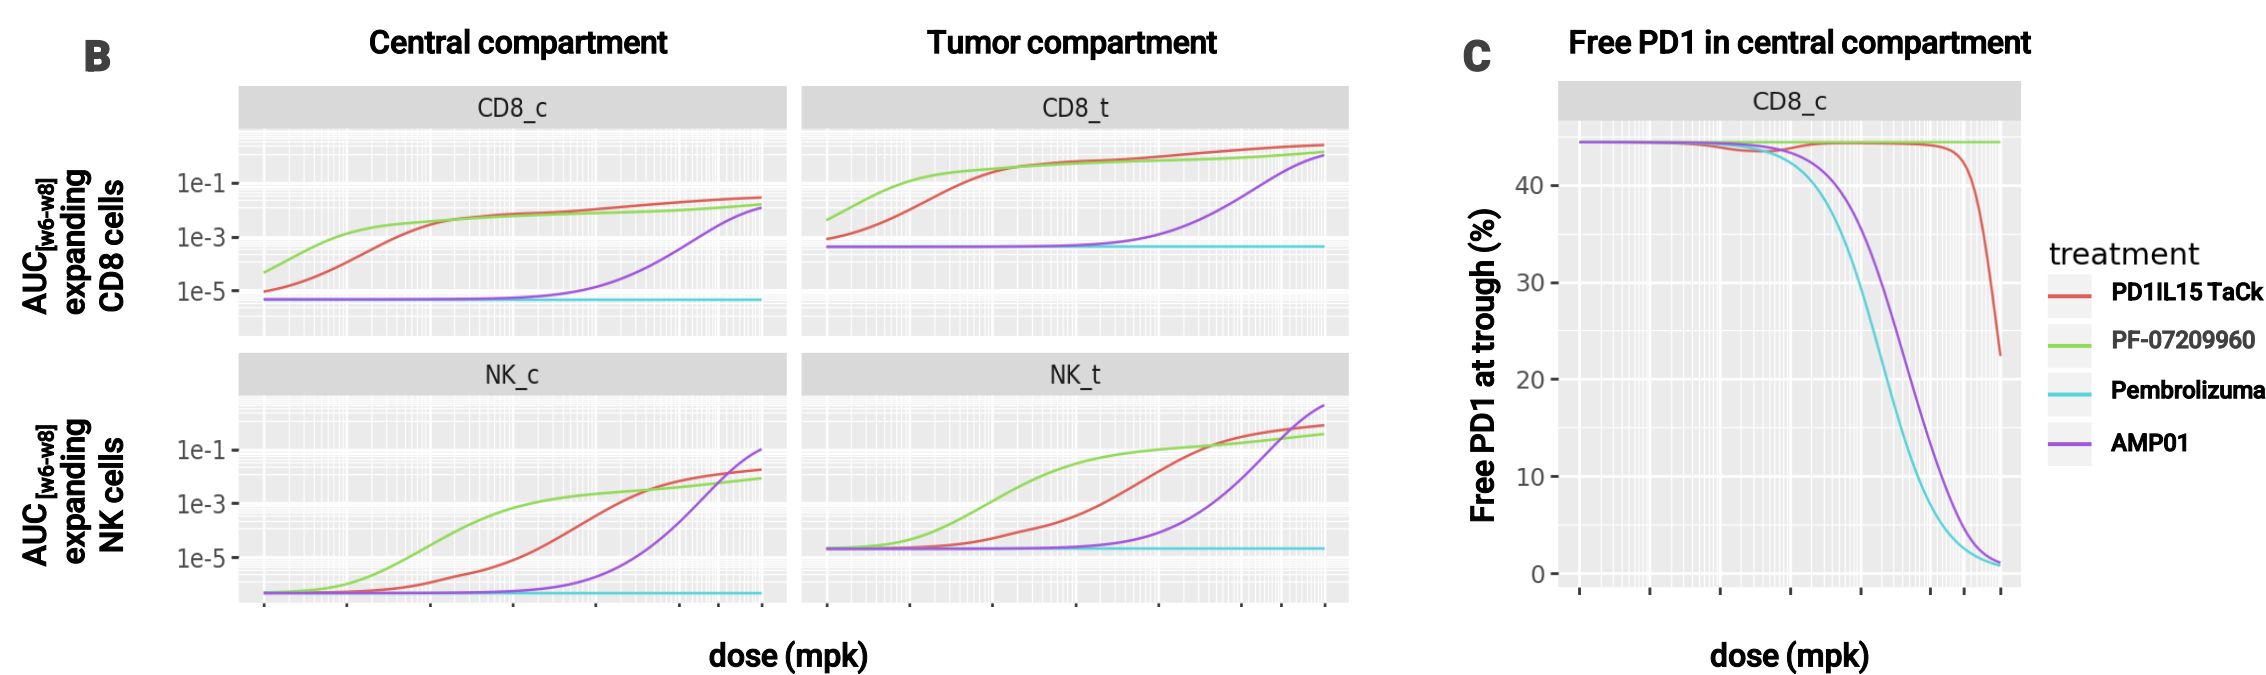 B
Central compartment
Tumor compartment
CD8_c
CD8_t
AUC[w6-w8]
expanding
CD8 cells
1e-1
1e-3
1e-5
NK_c
NK_t
AUC[w6-w8]
expanding
NK cells
1e-1
1e-3
1e-5
dose (mpk)
C
Free PD1 in central compartment
CD8_c
Free PD1 at trough (%)
40
30
20
10
0
dose (mpk)
treatment
PD1IL15 TaCk
PF-07209960
Pembrolizuma
AMP01